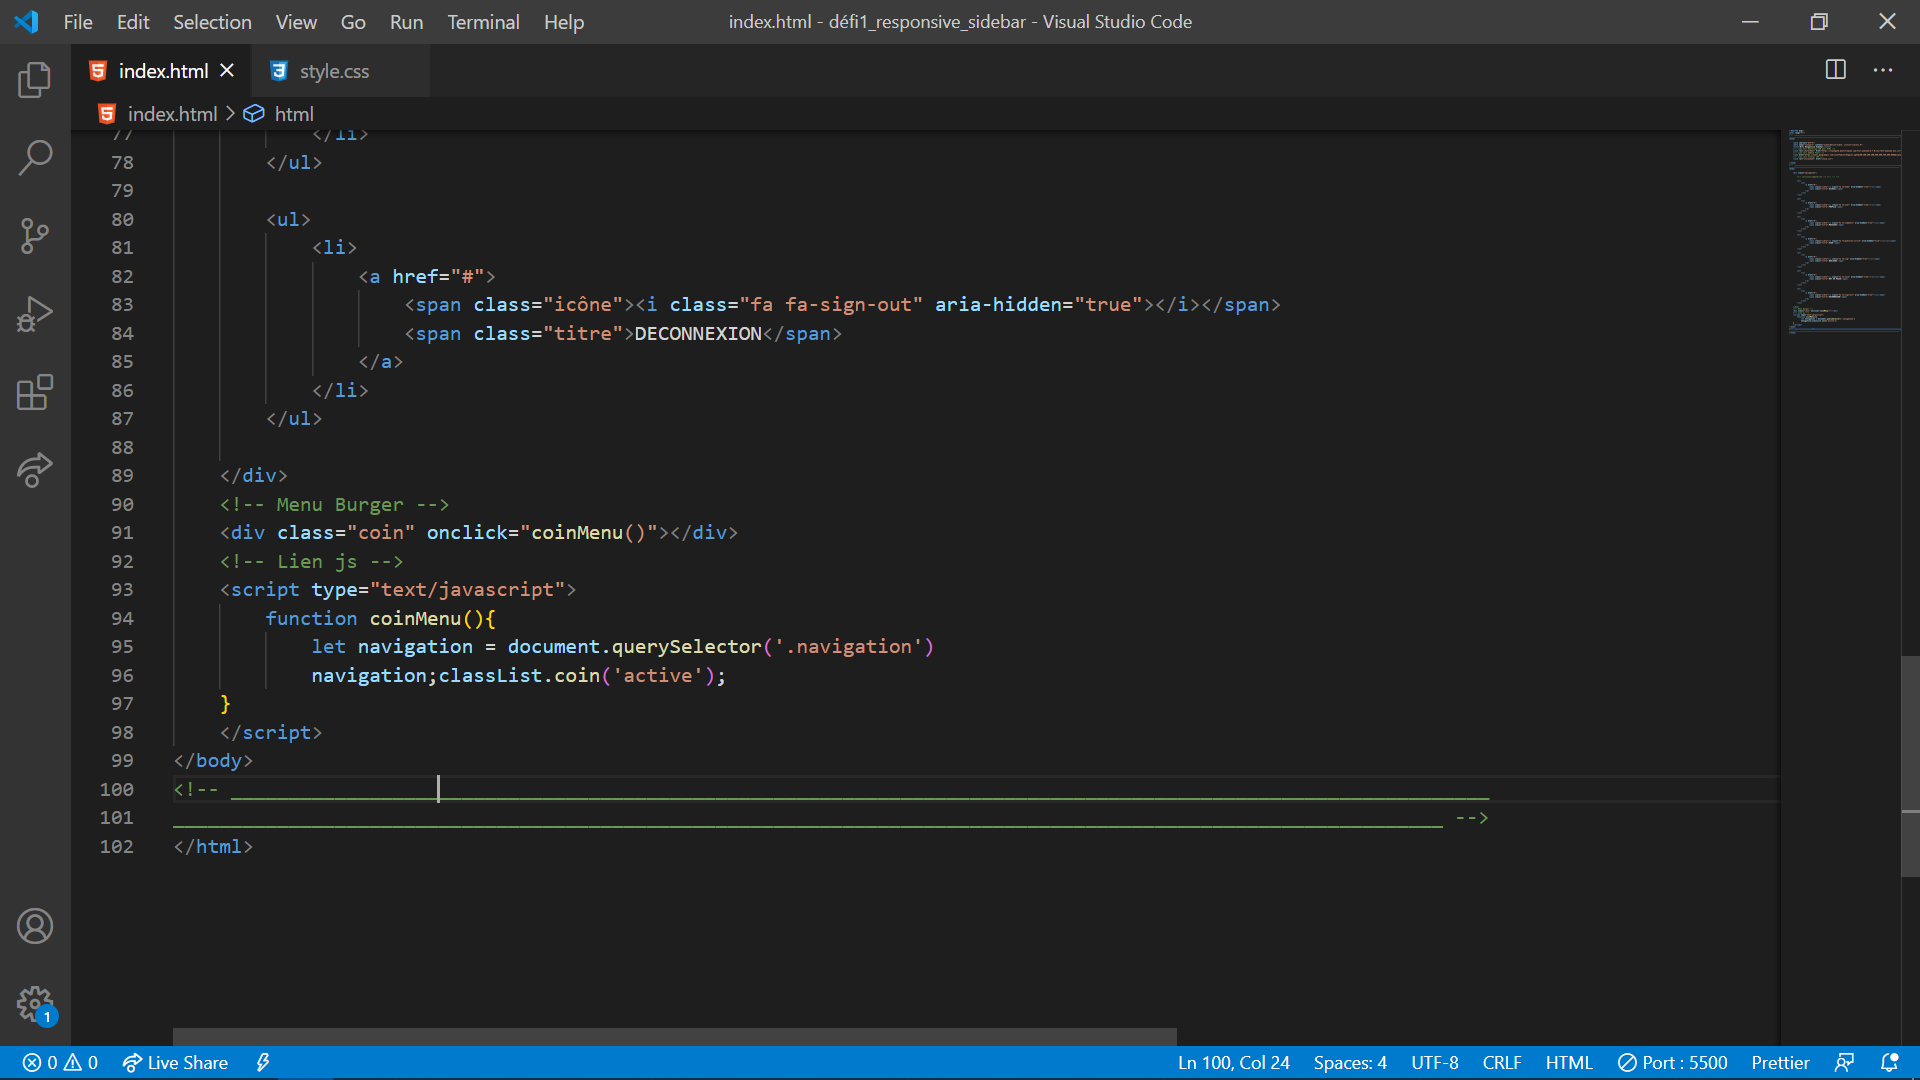 File Edit Selection View Go Run Terminal Help index.html - défi1_responsive_sidebar - Visual Studio Code
index.html style.css
index.html > html
77 </li>
78 </ul>
79
80 <ul>
81 <li>
82 <a href="#">
83 <span class="icône"><i class="fa fa-sign-out" aria-hidden="true"></i></span>
84 <span class="titre">DECONNEXION</span>
85 </a>
86 </li>
87 </ul>
88
89 </div>
90 <!-- Menu Burger -->
91 <div class="coin" onclick="coinMenu()"></div>
92 <!-- Lien js -->
93 <script type="text/javascript">
94 function coinMenu(){
95 let navigation = document.querySelector('.navigation')
96 navigation;classList.coin('active');
97 }
98 </script>
99 </body>
100 <!-- ______________________________________________________________________________________________________________
101 _______________________________________________________________________________________________________________ -->
102 </html>
1
0 0 Live Share Ln 100, Col 24 Spaces: 4 UTF-8 CRLF HTML Port : 5500 Prettier